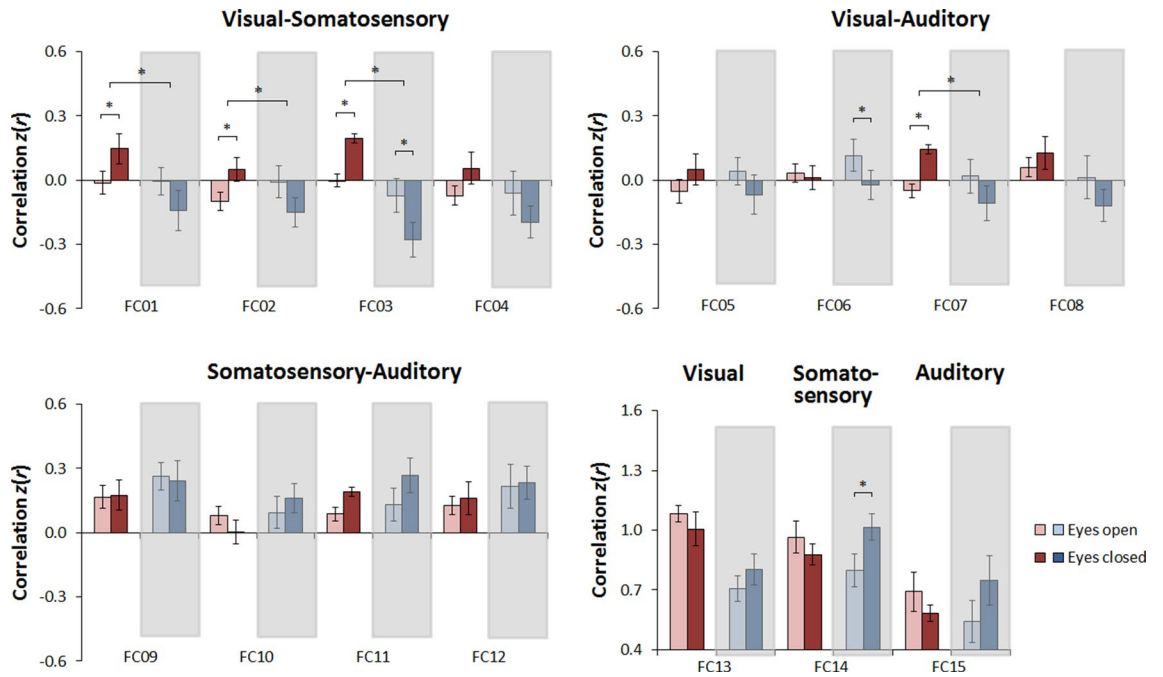 Visual-Somatosensory
Correlation z(r)
0.6
0.3
0.0
-0.3
-0.6
*
*
*
*
*
*
*
FC01
FC02
FC03
FC04
Visual-Auditory
Correlation z(r)
0.6
0.3
0.0
-0.3
-0.6
*
*
*
FC05
FC06
FC07
FC08
Somatosensory-Auditory
Correlation z(r)
0.6
0.3
0.0
-0.3
-0.6
FC09
FC10
FC11
FC12
Visual
Somato-
sensory
Auditory
Correlation z(r)
1.6
1.3
1.0
0.7
0.4
*
FC13
FC14
FC15
Eyes open
Eyes closed